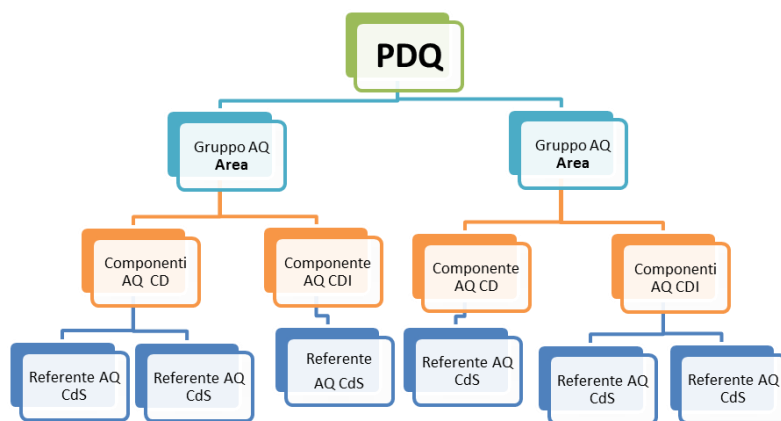 PDQ
Gruppo AQ
Area
Gruppo AQ
Area
Componenti
AQ CD
Componente
AQ CDI
Componente
AQ CD
Componenti
AQ CDI
Referente AQ
CdS
Referente AQ
CdS
Referente
AQ CdS
Referente AQ
CdS
Referente AQ
CdS
Referente AQ
CdS